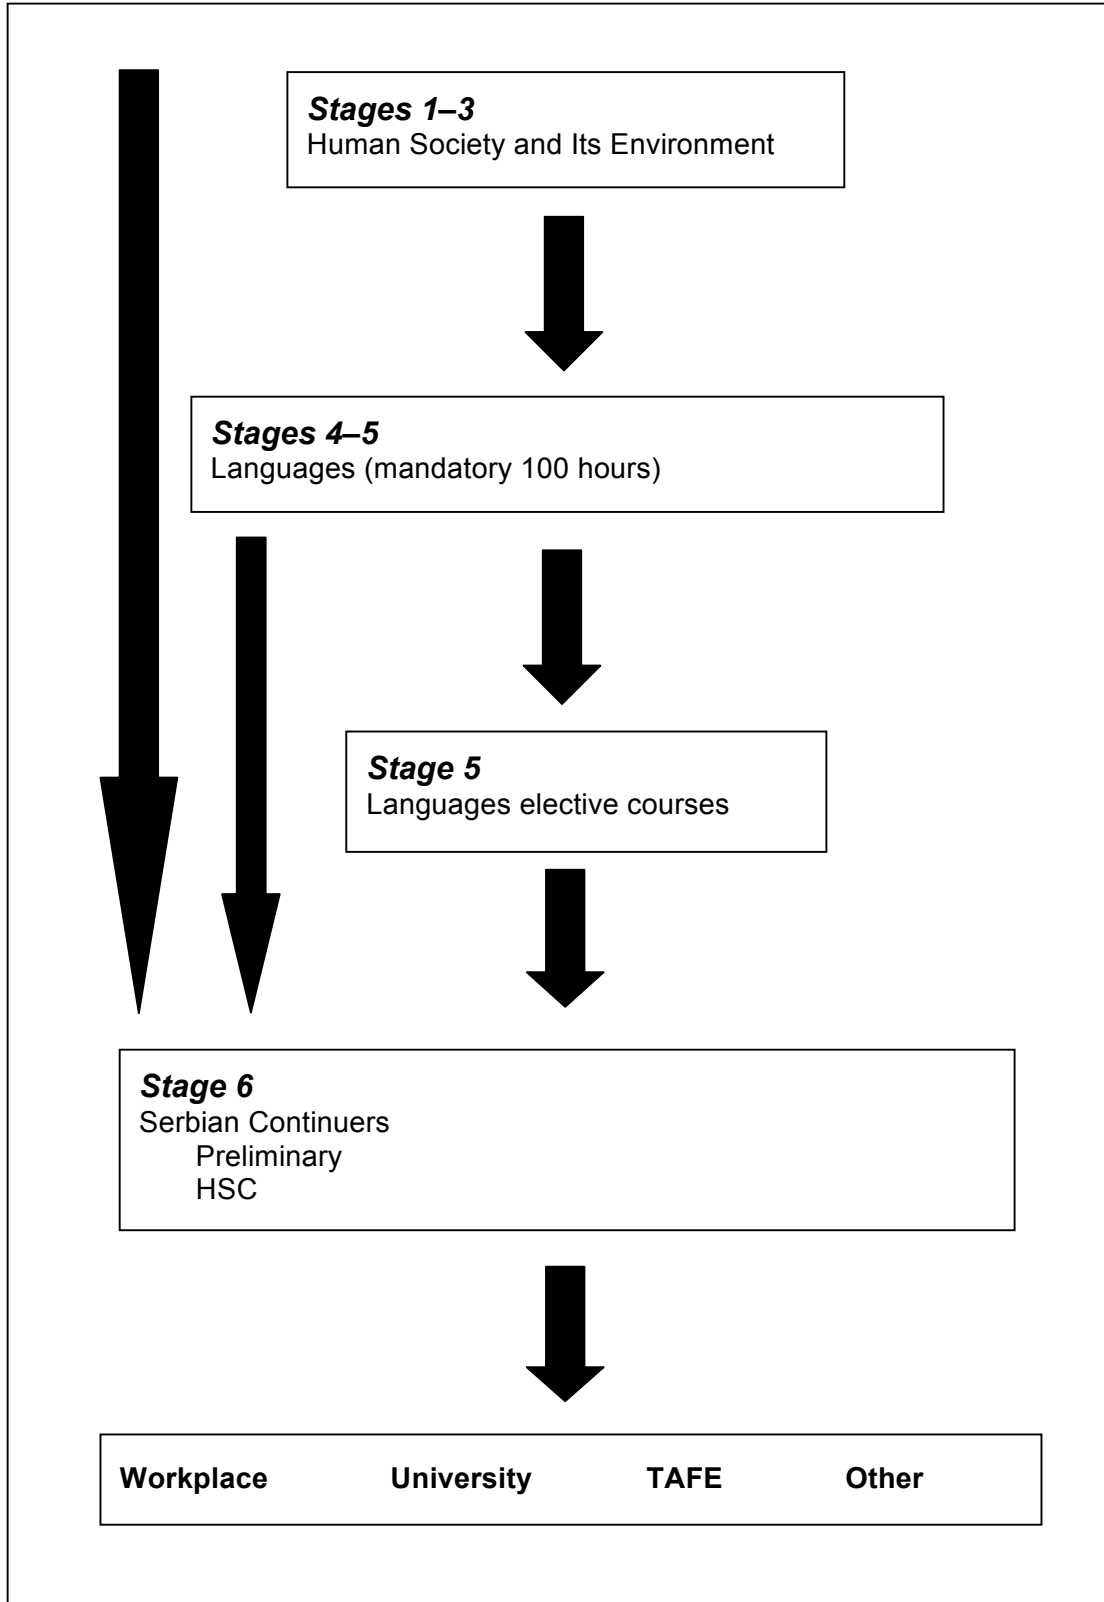 Stages 1–3
Human Society and Its Environment
Stages 4–5
Languages (mandatory 100 hours)
Stage 5
Languages elective courses
Stage 6
Serbian Continuers
Preliminary
HSC
Workplace University TAFE Other